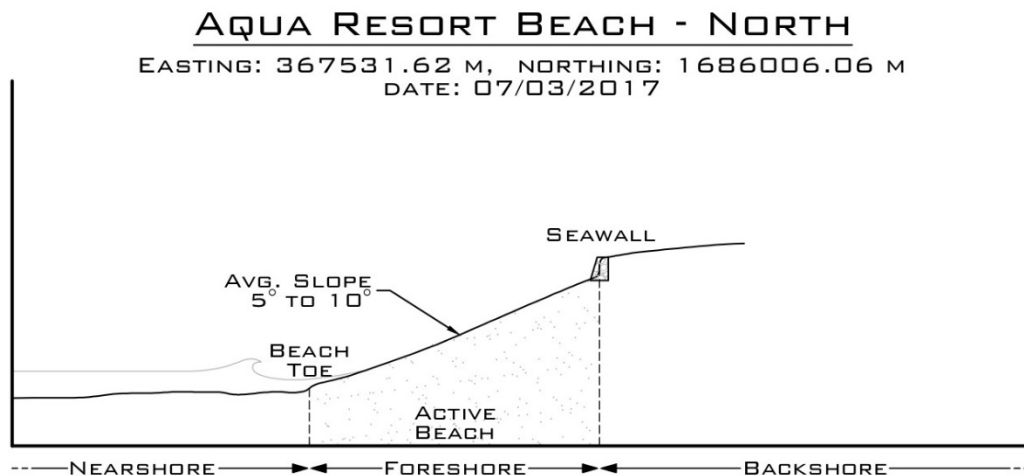 AQUA RESORT BEACH - NORTH
EASTING: 367531.62 M, NORTHING: 1686006.06 M
DATE: 07/03/2017
SEAWALL
AVG. SLOPE
5° TO 10°
BEACH
TOE
ACTIVE
BEACH
NEARSHORE FORESHORE BACKSHORE